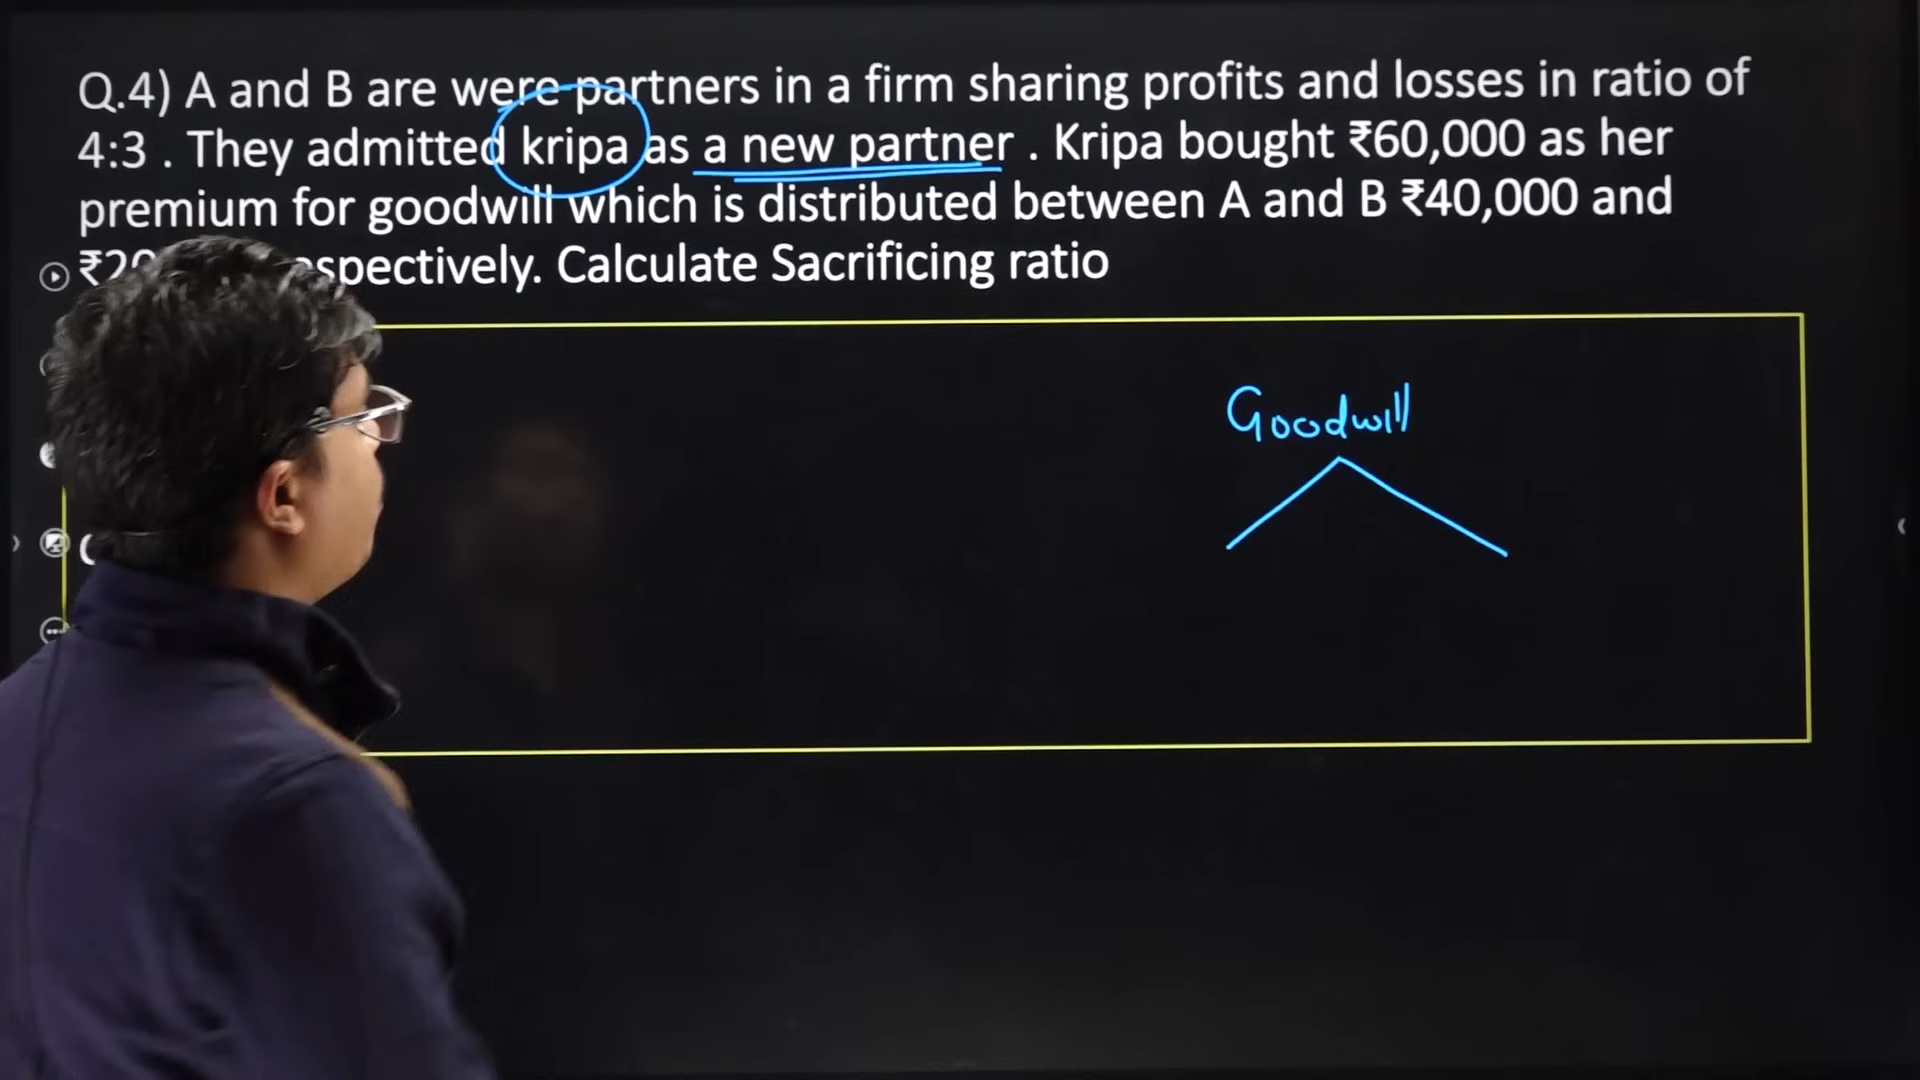 Q.4) A and B are were partners in a firm sharing profits and losses in ratio of
4:3 . They admitted kripa as a new partner . Kripa bought ₹60,000 as her
premium for goodwill which is distributed between A and B ₹40,000 and
respectively. Calculate Sacrificing ratio
Goodwill